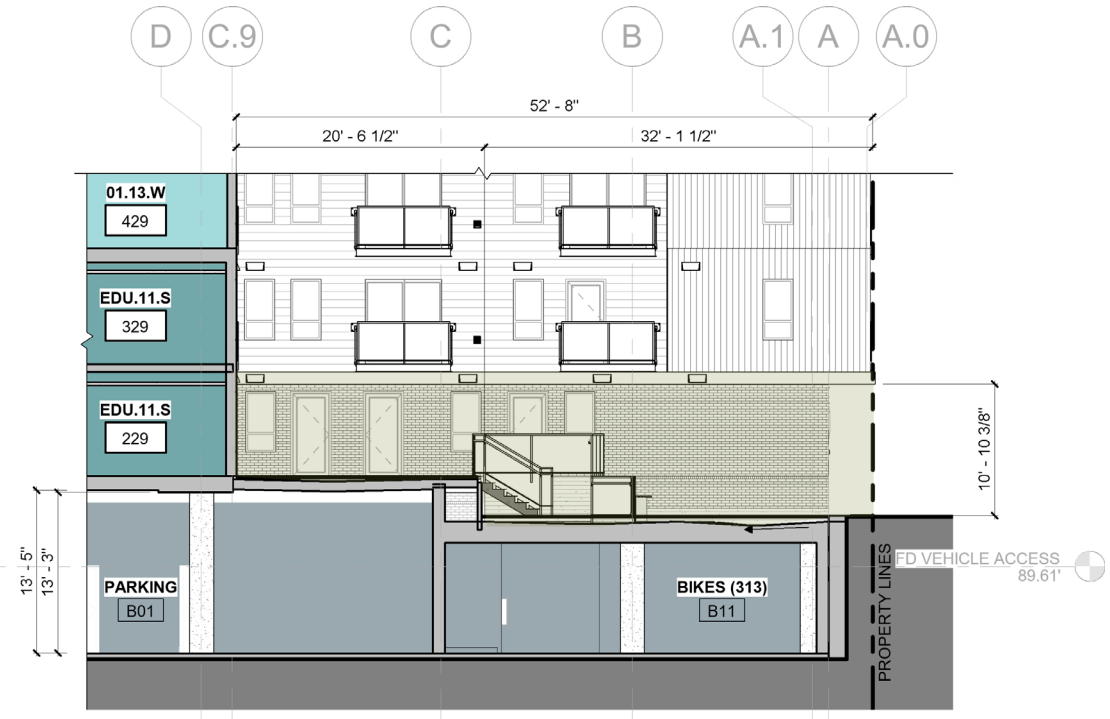 D
C.9
C
B
A.1
A
A.0
52' - 8"
20' - 6 1/2"
32' - 1 1/2"
01.13.W
429
EDU.11.S
329
EDU.11.S
229
10' - 10 3/8"
13' - 5"
13' - 3"
PARKING
B01
BIKES (313)
B11
PROPERTY LINES
FD VEHICLE ACCESS
89.61'